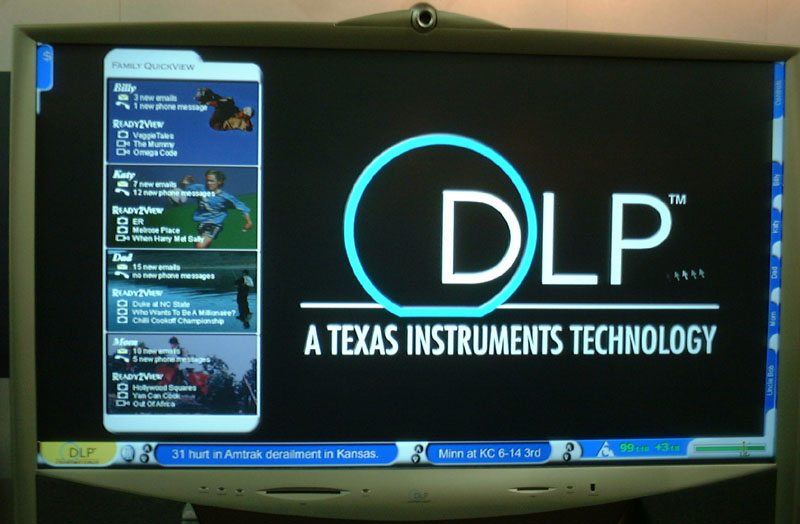 FAMILY QUICKVIEW
Billy
3 new emails
1 new phone message
READY2VIEW
VeggieTales
The Mummy
Omega Code
Katy
7 new emails
12 new phone messages
READY2VIEW
ER
Melrose Place
When Harry Met Sally
Dad
15 new emails
no new phone messages
READY2VIEW
Duke at NC State
Who Wants To Be A Millionaire?
Chilli Cookoff Championship
Mom
18 new emails
5 new phone messages
READY2VIEW
Hollywood Squares
Yan Can Cook
Out Of Africa
DLP™
A TEXAS INSTRUMENTS TECHNOLOGY
Billy
Katy
Dad
Mom
Uncle Bob
DLP
31 hurt in Amtrak derailment in Kansas.
Minn at KC 6-14 3rd